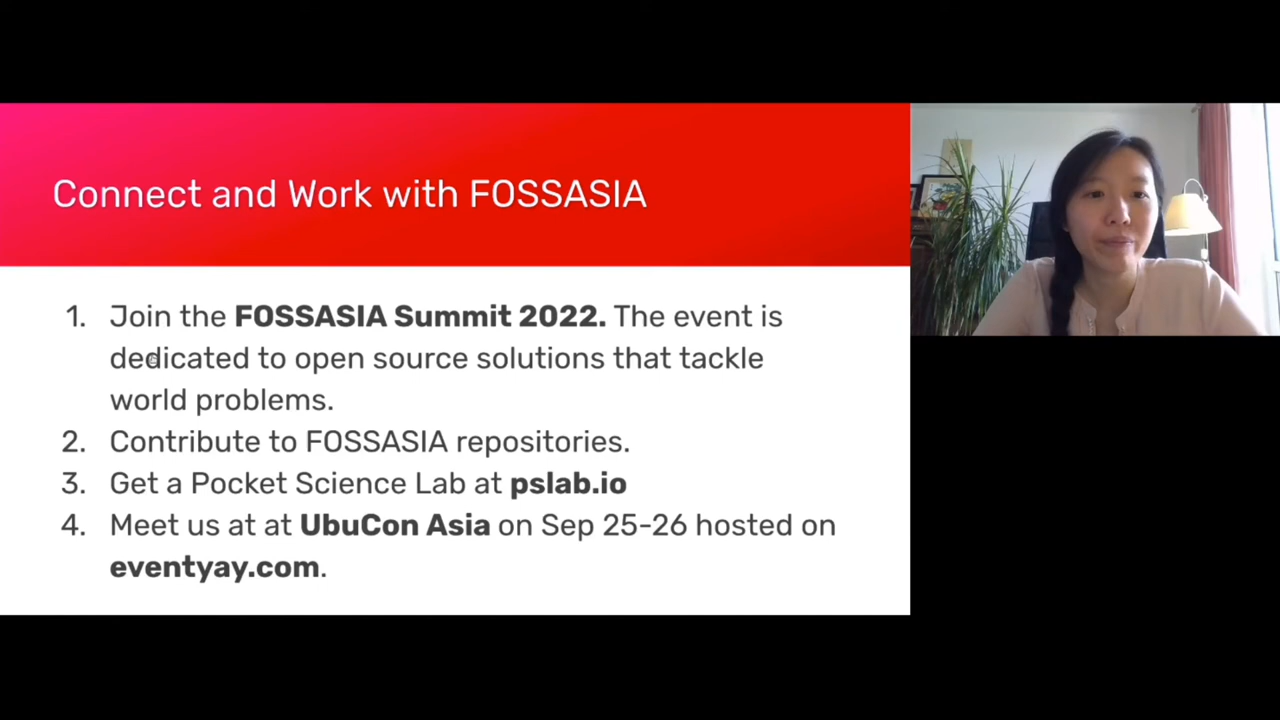 Connect and Work with FOSSASIA
1. Join the FOSSASIA Summit 2022. The event is
dedicated to open source solutions that tackle
world problems.
2. Contribute to FOSSASIA repositories.
3. Get a Pocket Science Lab at pslab.io
4. Meet us at at UbuCon Asia on Sep 25-26 hosted on
eventyay.com.